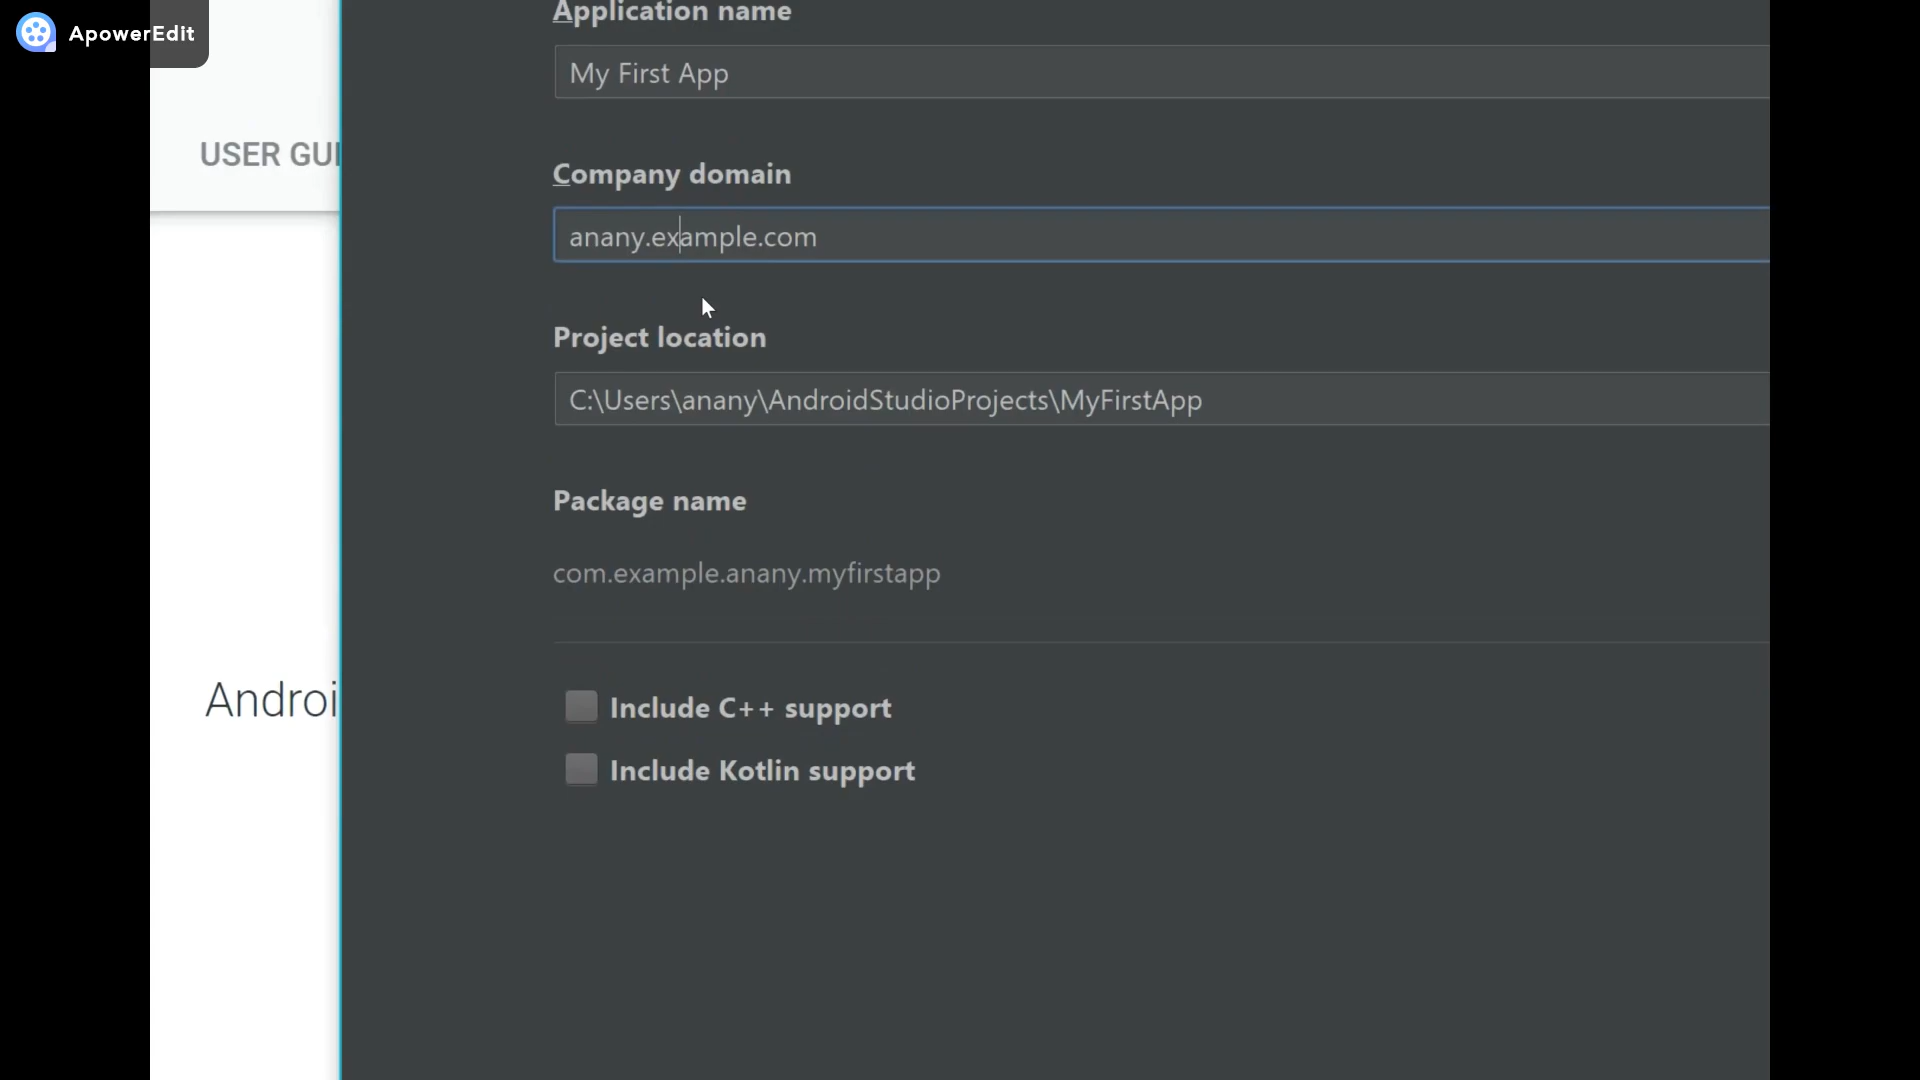 ApowerEdit
Application name
My First App
USER GUI
Company domain
anany.example.com
Project location
C:\Users\anany\AndroidStudioProjects\MyFirstApp
Package name
com.example.anany.myfirstapp
Androi
Include C++ support
Include Kotlin support